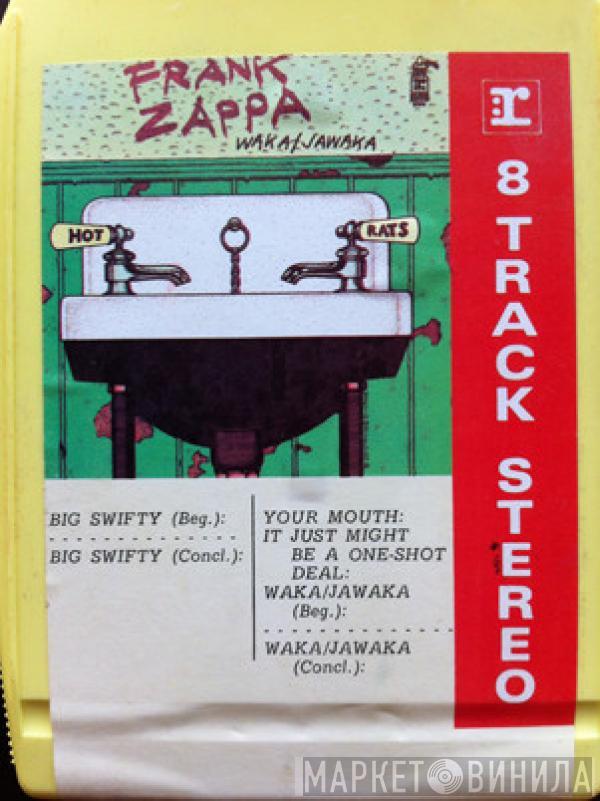 FRANK
ZAPPA
WAKA/JAWAKA
HOT
RATS
r
8 TRACK STEREO
BIG SWIFTY (Beg.):
BIG SWIFTY (Concl.):
YOUR MOUTH:
IT JUST MIGHT
BE A ONE-SHOT
DEAL:
WAKA/JAWAKA
(Beg.):
WAKA/JAWAKA
(Concl.):
МАРКЕТ ВИНИЛА